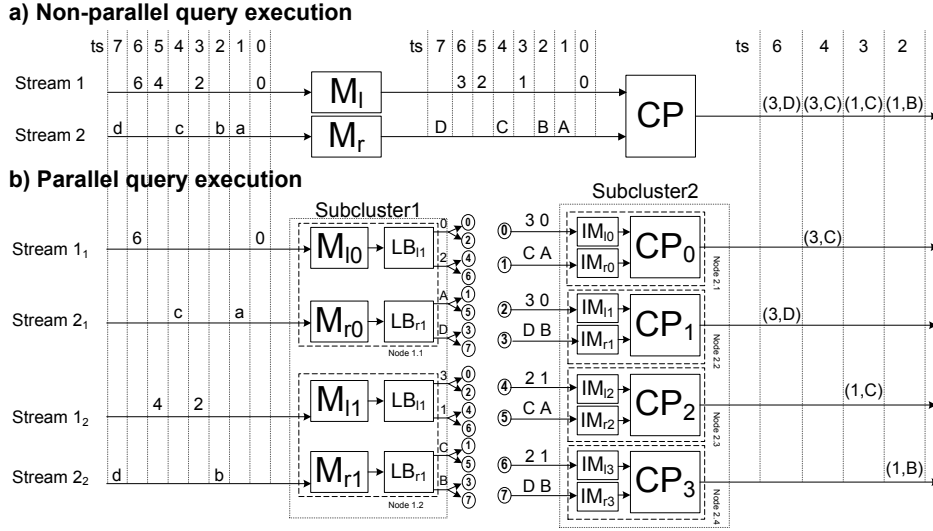 a) Non-parallel query execution
ts 7 6 5 4 3 2 1 0 ts 7 6 5 4 3 2 1 0 ts 6 4 3 2
Stream 1 6 4 2 0 Ml 3 2 1 0
CP (3,D) (3,C) (1,C) (1,B)
Stream 2 d c b a Mr D C B A
b) Parallel query execution
Subcluster1 Subcluster2
Stream 11 6 0 Ml0 LBl1 0 0 2 2 4 6
Stream 21 c a Mr0 LBr1 A 1 5 D 3 7
Node 1.1
Stream 12 4 2 Ml1 LBl1 3 0 2 1 4 6
Stream 22 d b Mr1 LBr1 C 1 5 B 3 7
Node 1.2
0 3 0 IMl0
1 C A IMr0 CP0 Node 2.1 (3,C)
2 3 0 IMl1
3 D B IMr1 CP1 Node 2.2 (3,D)
4 2 1 IMl2
5 C A IMr2 CP2 Node 2.3 (1,C)
6 2 1 IMl3
7 D B IMr3 CP3 Node 2.4 (1,B)